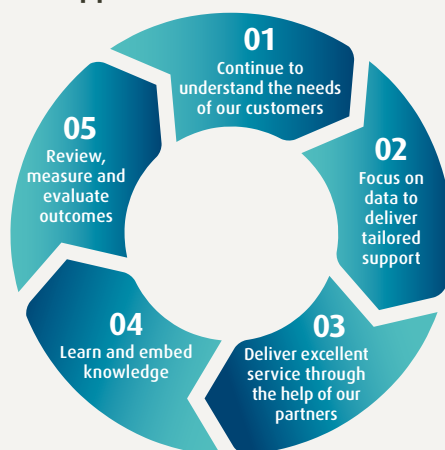 01
Continue to
understand the needs
of our customers
02
Focus on
data to
deliver
tailored
support
03
Deliver excellent
service through
the help of our
partners
04
Learn and embed
knowledge
05
Review,
measure and
evaluate
outcomes